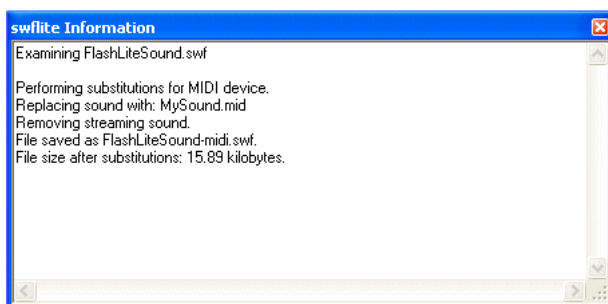 swflite Information
Examining FlashLiteSound.swf
Performing substitutions for MIDI device.
Replacing sound with: MySound.mid
Removing streaming sound.
File saved as FlashLiteSound-midi.swf.
File size after substitutions: 15.89 kilobytes.